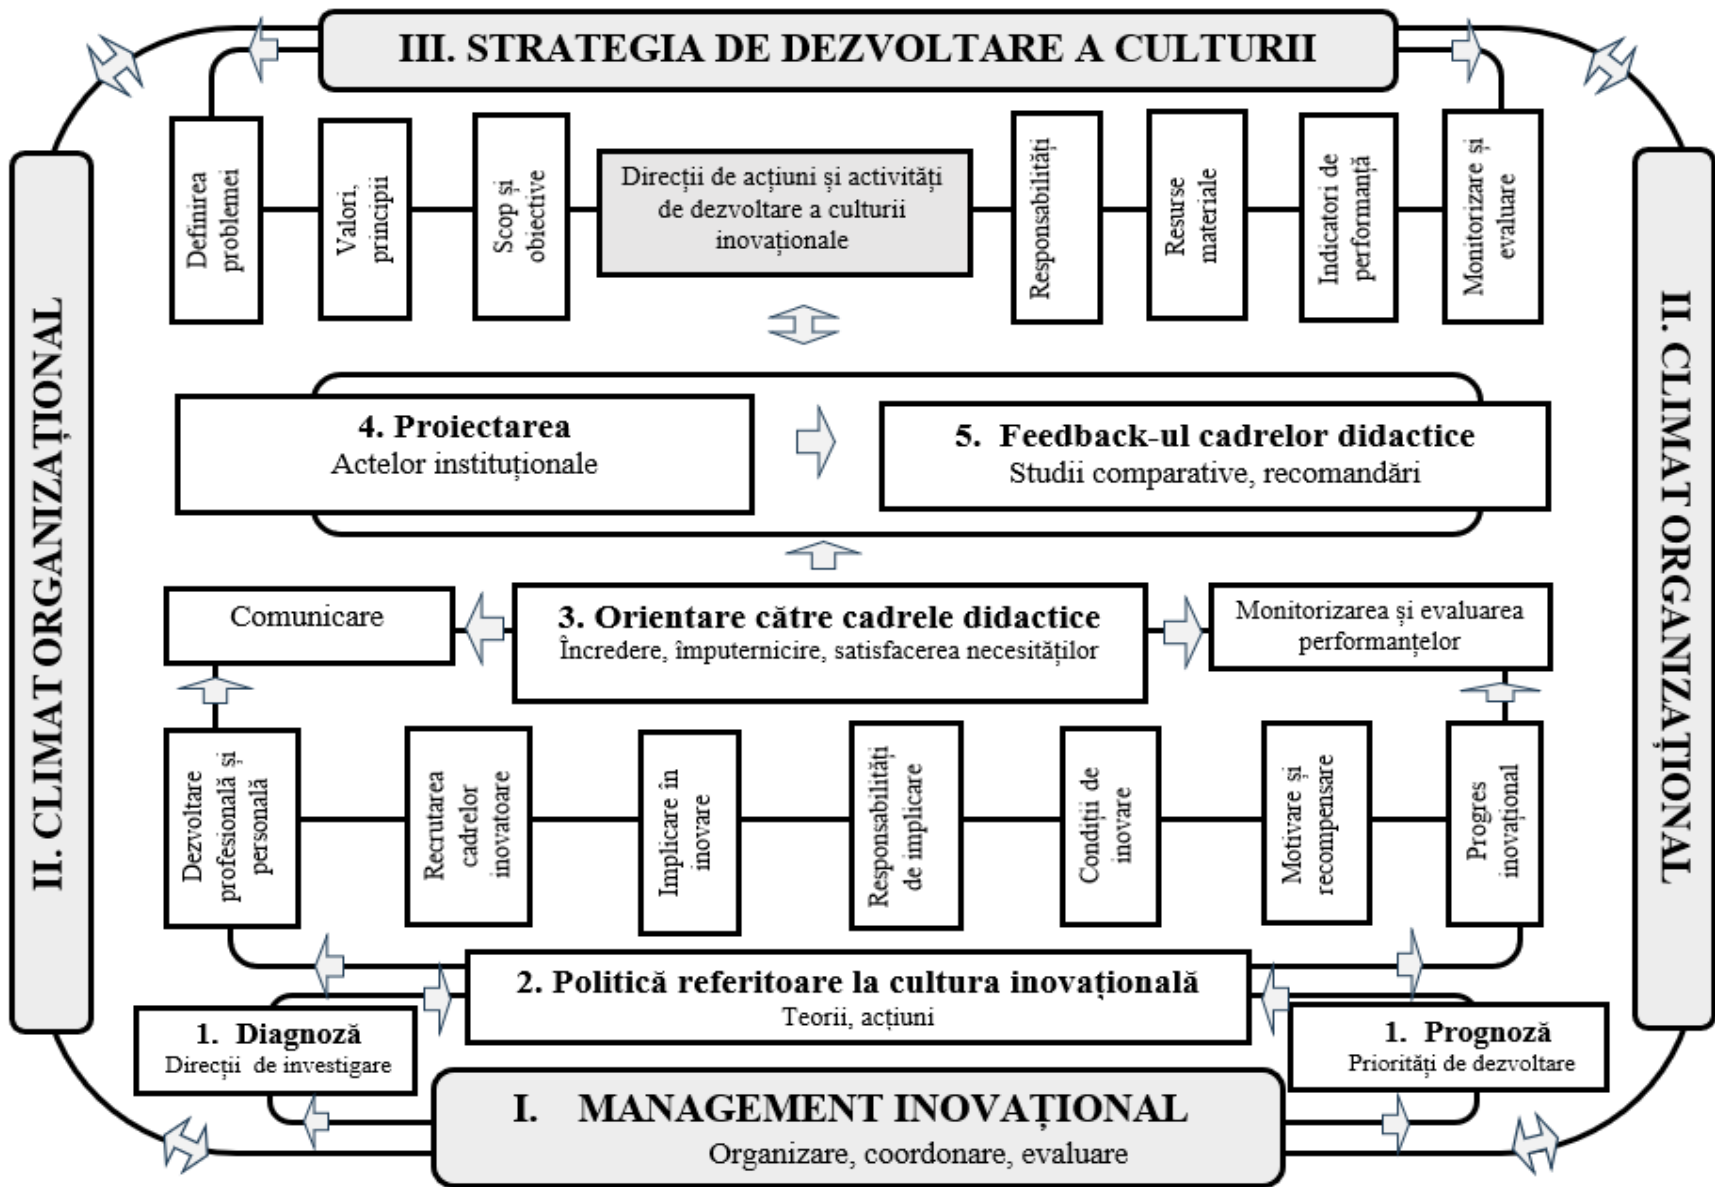 III. STRATEGIA DE DEZVOLTARE A CULTURII
II. CLIMAT ORGANIZAȚIONAL
Definirea
problemei
Valori,
principii
Scop și
obiective
Direcții de acțiuni și activități
de dezvoltare a culturii
inovaționale
Responsabilități
Resurse
materiale
Indicatori de
performanță
Monitorizare și
evaluare
II. CLIMAT ORGANIZAȚIONAL
4. Proiectarea
Actelor instituționale
5. Feedback-ul cadrelor didactice
Studii comparative, recomandări
Comunicare
3. Orientare către cadrele didactice
Încredere, împuternicire, satisfacerea necesităților
Monitorizarea și evaluarea
performanțelor
Dezvoltare
profesională și
personală
Recrutarea
cadrelor
inovatoare
Implicare în
inovare
Responsabilități
de implicare
Condiții de
inovare
Motivare și
recompensare
Progres
inovațional
2. Politică referitoare la cultura inovațională
Teorii, acțiuni
1. Diagnoză
Direcții de investigare
1. Prognoză
Priorități de dezvoltare
I. MANAGEMENT INOVAȚIONAL
Organizare, coordonare, evaluare